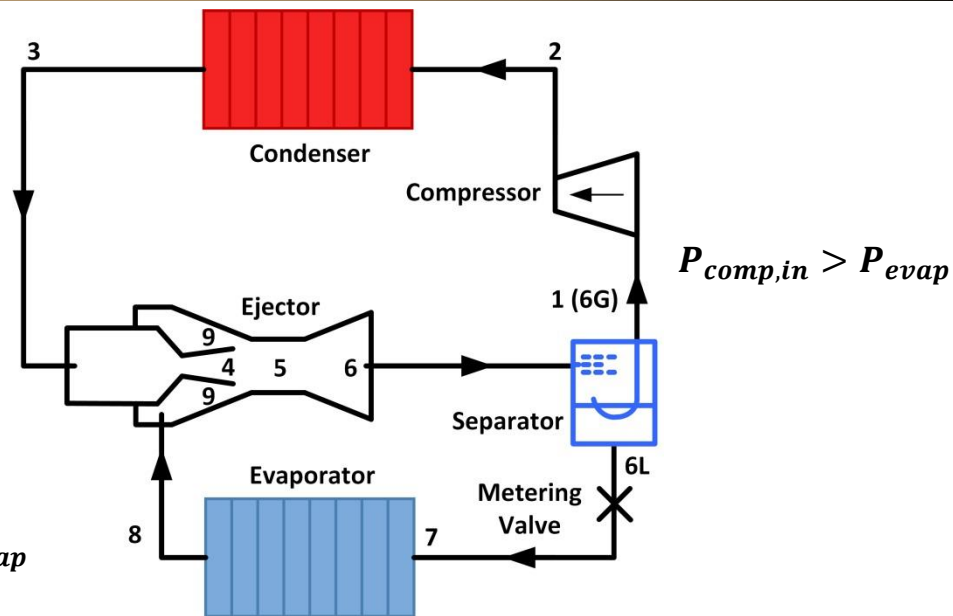 3
2
Condenser
Compressor
P_comp,in > P_evap
1 (6G)
Ejector
9
4
5
6
9
Separator
6L
Evaporator
Metering
Valve
8
7
ap